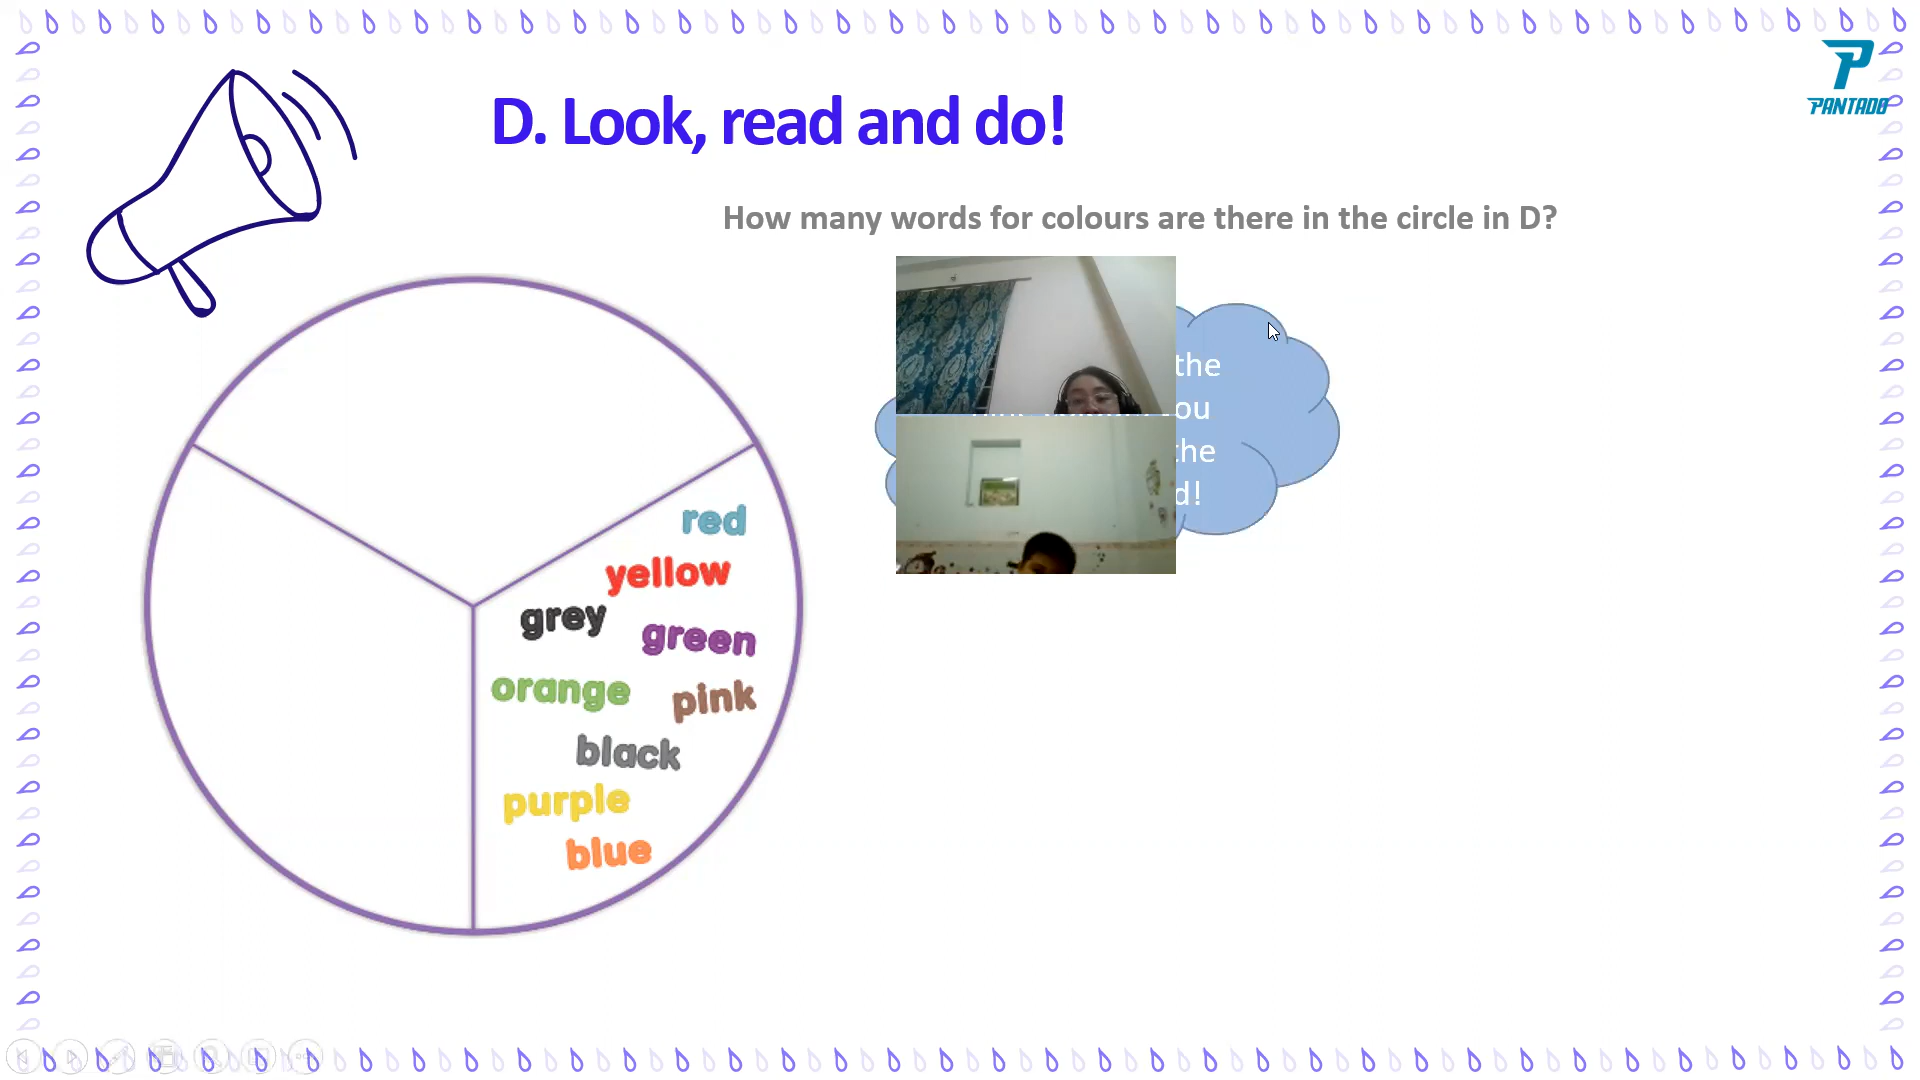 PANTADO
D. Look, read and do!
How many words for colours are there in the circle in D?
the
you
the
red
yellow
grey
green
orange
pink
black
purple
blue